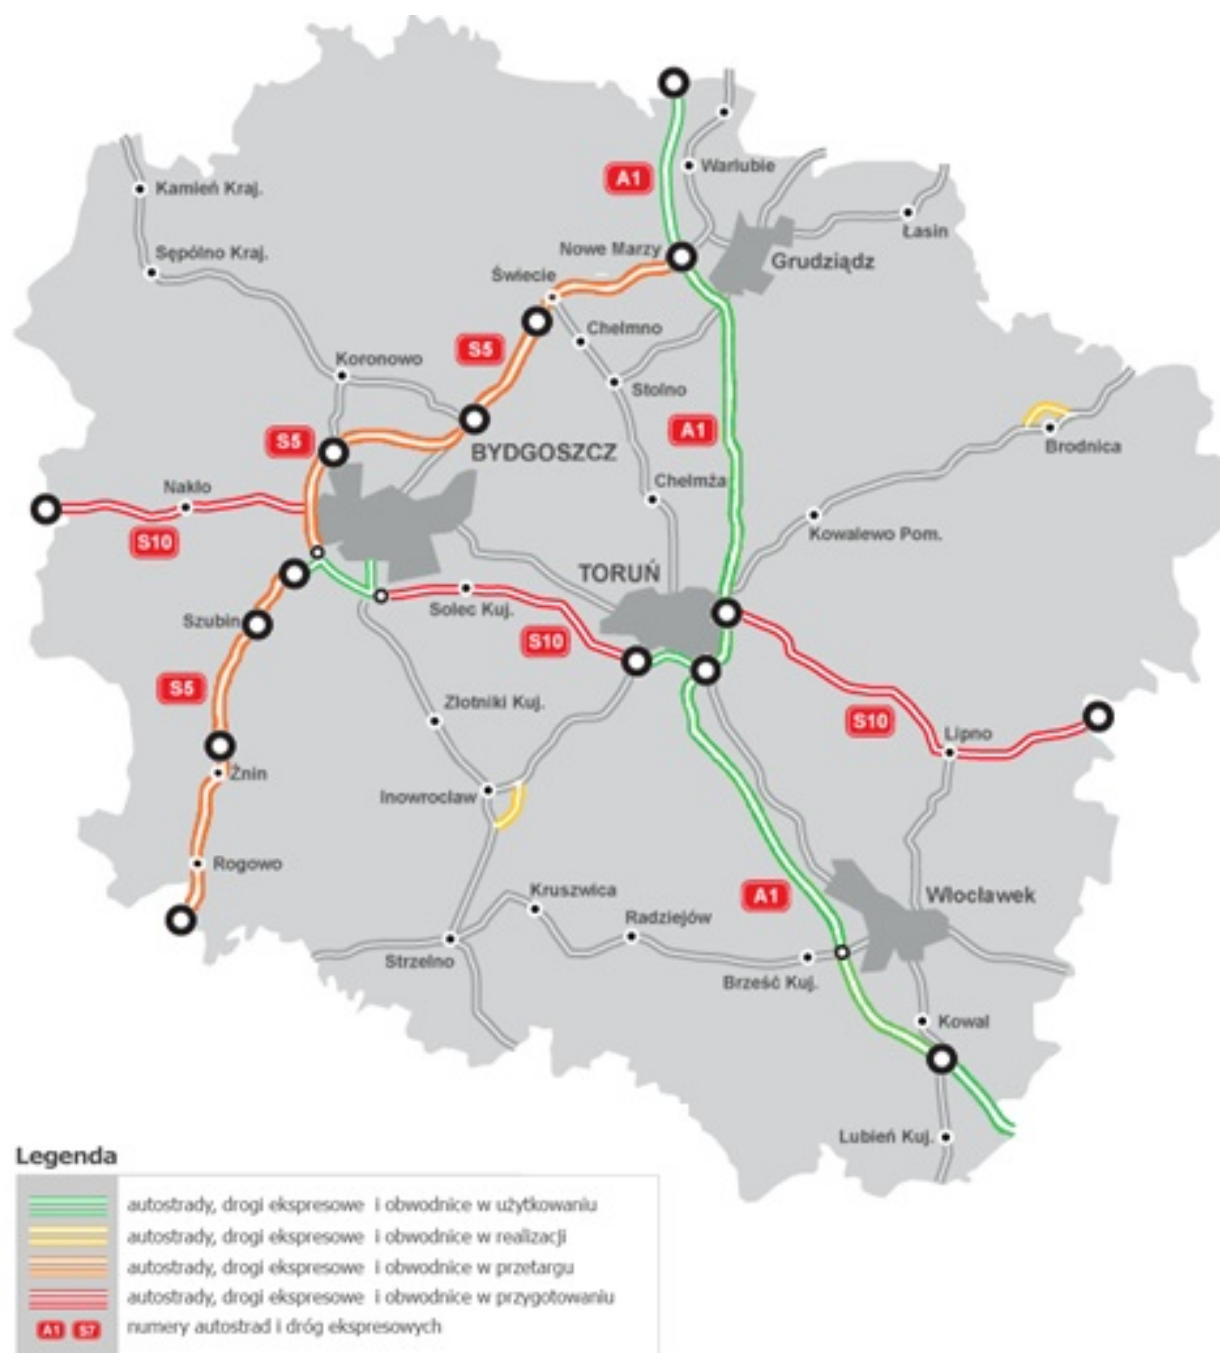 A1
Warlubie
Kamień Kraj.
Łasin
Nowe Marzy
Sępólno Kraj.
Grudziądz
Świecie
Chełmno
S5
Koronowo
Stolno
A1
S5
BYDGOSZCZ
Brodnica
Chełmża
Nakło
Kowalewo Pom.
S10
TORUŃ
Solec Kuj.
Szubin
S10
S5
Złotniki Kuj.
S10
Lipno
Żnin
Inowrocław
Rogowo
Kruszwica
A1
Włocławek
Radziejów
Strzelno
Brześć Kuj.
Kowal
Lubień Kuj.
Legenda
autostrady, drogi ekspresowe i obwodnice w użytkowaniu
autostrady, drogi ekspresowe i obwodnice w realizacji
autostrady, drogi ekspresowe i obwodnice w przetargu
autostrady, drogi ekspresowe i obwodnice w przygotowaniu
A1 S7 numery autostrad i dróg ekspresowych